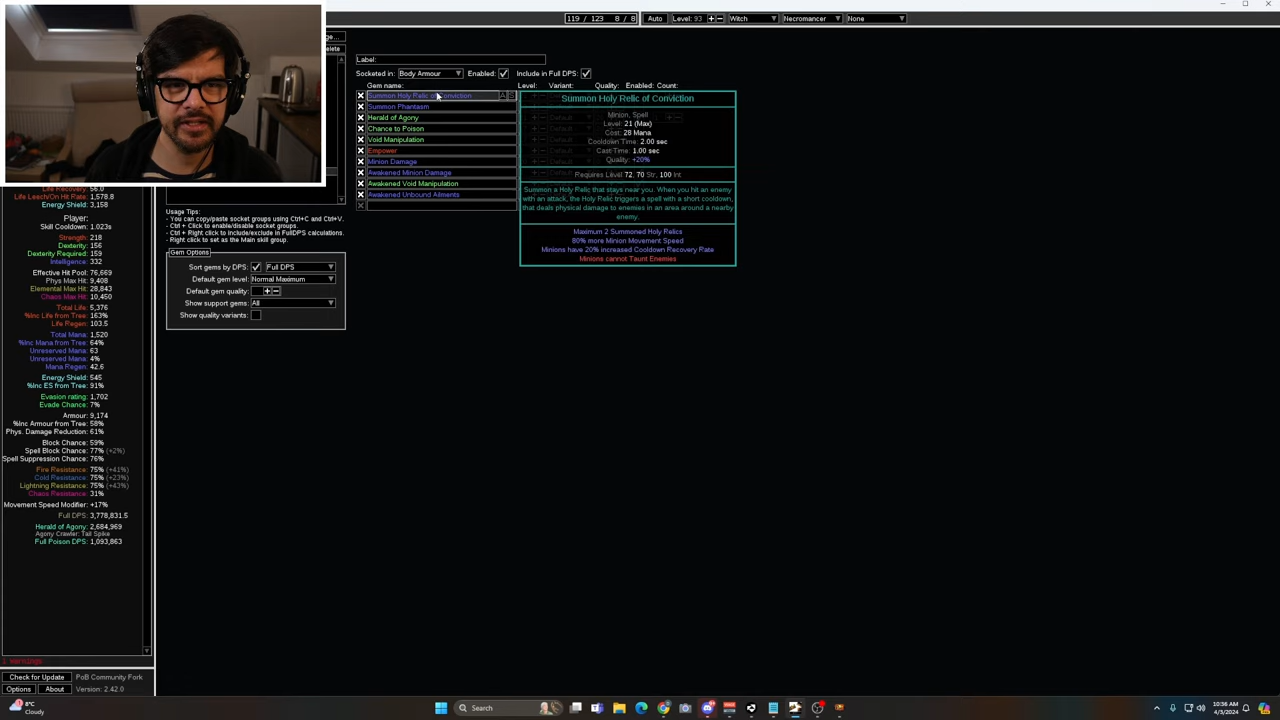 119 / 123 8 / 8 Auto Level: 93 + − Witch Necromancer None
Label:
Socketed in: Body Armour Enabled: Include in Full DPS:
Gem name: Level: Variant: Quality: Enabled: Count:
Summon Holy Relic of Conviction
Summon Phantasm
Herald of Agony
Chance to Poison
Void Manipulation
Empower
Minion Damage
Awakened Minion Damage
Awakened Void Manipulation
Awakened Unbound Ailments
Summon Holy Relic of Conviction
Minion, Spell
Level: 21 (Max)
Cost: 28 Mana
Cooldown Time: 2.00 sec
Cast Time: 1.00 sec
Quality: +20%
Requires Level 72, 70 Str, 100 Int
Summon a Holy Relic that stays near you. When you hit an enemy
with an attack, the Holy Relic triggers a spell with a short cooldown,
that deals physical damage to enemies in an area around a nearby
enemy.
Maximum 2 Summoned Holy Relics
80% more Minion Movement Speed
Minions have 20% increased Cooldown Recovery Rate
Minions cannot Taunt Enemies
Usage Tips:
- You can copy/paste socket groups using Ctrl+C and Ctrl+V.
- Ctrl + Click to enable/disable socket groups.
- Ctrl + Right click to include/exclude in FullDPS calculations.
- Right click to set as the Main skill group.
Gem Options
Sort gems by DPS: Full DPS
Default gem level: Normal Maximum
Default gem quality: + −
Show support gems: All
Show quality variants:
Life Recovery: 56.0
Life Leech/On Hit Rate: 1,578.8
Energy Shield: 3,158
Player:
Skill Cooldown: 1.023s
Strength: 218
Dexterity: 156
Dexterity Required: 159
Intelligence: 332
Effective Hit Pool: 76,669
Phys Max Hit: 9,408
Elemental Max Hit: 28,843
Chaos Max Hit: 10,450
Total Life: 5,376
%Inc Life from Tree: 163%
Life Regen: 103.5
Total Mana: 1,520
%Inc Mana from Tree: 64%
Unreserved Mana: 63
Unreserved Mana: 4%
Mana Regen: 42.6
Energy Shield: 545
%Inc ES from Tree: 91%
Evasion rating: 1,702
Evade Chance: 7%
Armour: 9,174
%Inc Armour from Tree: 58%
Phys. Damage Reduction: 61%
Block Chance: 59%
Spell Block Chance: 77% (+2%)
Spell Suppression Chance: 76%
Fire Resistance: 75% (+41%)
Cold Resistance: 75% (+23%)
Lightning Resistance: 75% (+43%)
Chaos Resistance: 31%
Movement Speed Modifier: +17%
Full DPS: 3,778,831.5
Herald of Agony: 2,684,969
Agony Crawler: Tail Spike
Full Poison DPS: 1,093,863
1 Warnings
Check for Update PoB Community Fork
Options About Version: 2.42.0
8°C
Cloudy
Search
10:36 AM
4/3/2024